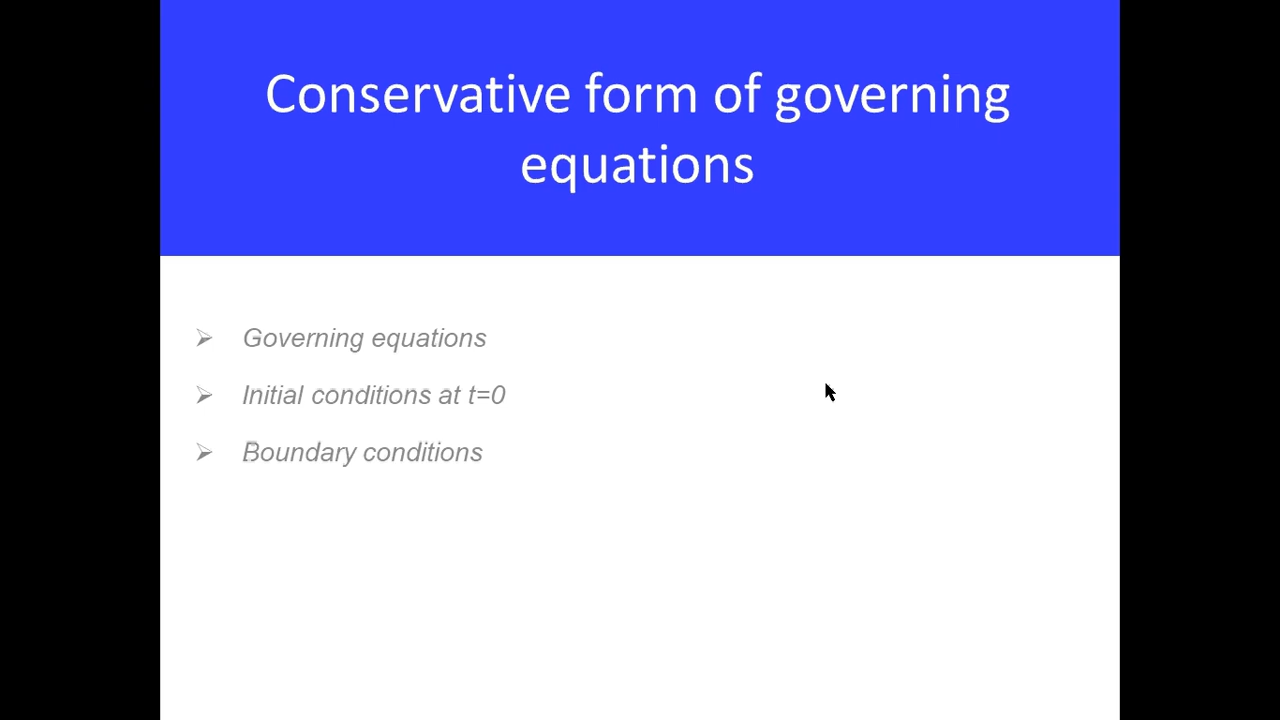 Conservative form of governing
equations
➢ Governing equations
➢ Initial conditions at t=0
➢ Boundary conditions